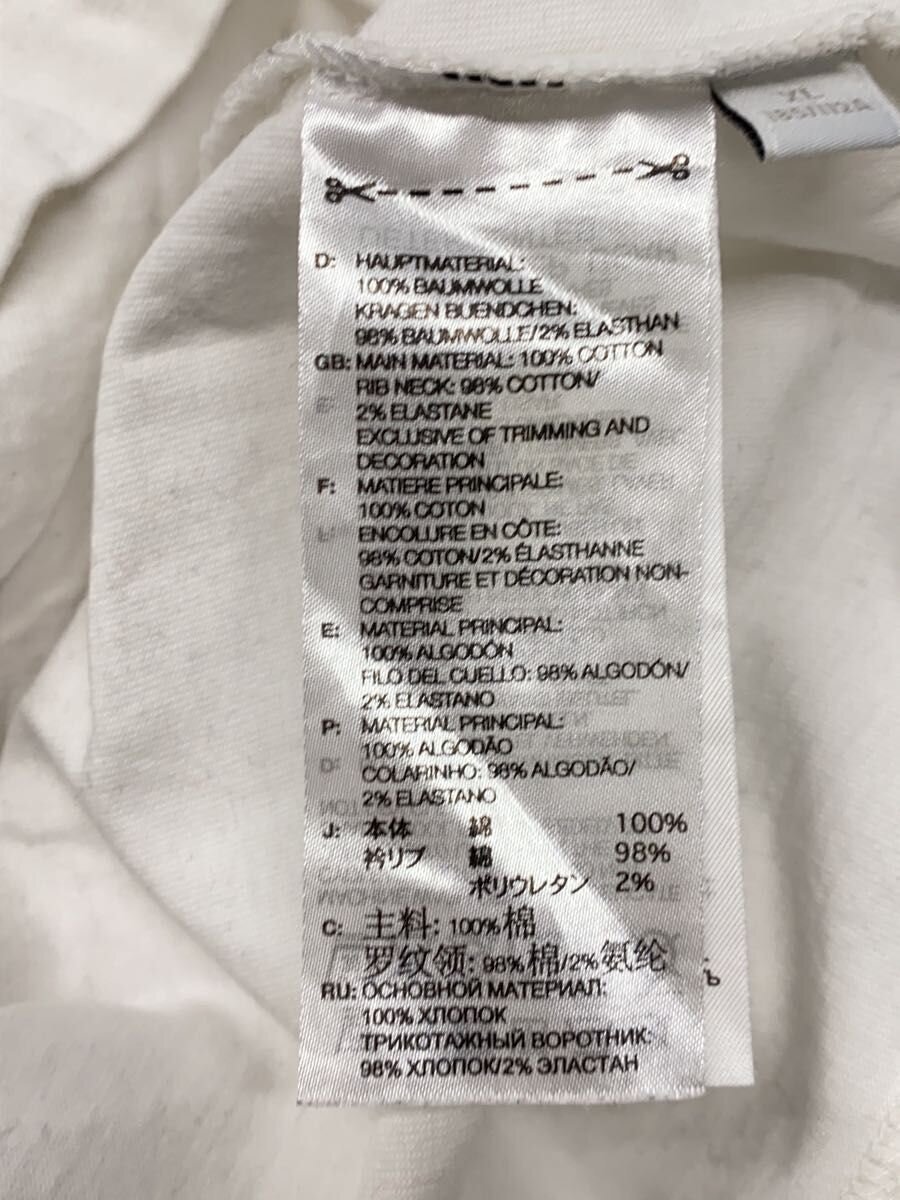 XL
185/112A
D: HAUPTMATERIAL:
100% BAUMWOLLE
KRAGEN BUENDCHEN:
98% BAUMWOLLE/2% ELASTHAN
GB: MAIN MATERIAL: 100% COTTON
RIB NECK: 98% COTTON/
2% ELASTANE
EXCLUSIVE OF TRIMMING AND
DECORATION
F: MATIERE PRINCIPALE:
100% COTON
ENCOLURE EN CÔTE:
98% COTON/2% ÉLASTHANNE
GARNITURE ET DÉCORATION NON-
COMPRISE
E: MATERIAL PRINCIPAL:
100% ALGODÓN
FILO DEL CUELLO: 98% ALGODÓN/
2% ELASTANO
P: MATERIAL PRINCIPAL:
100% ALGODÃO
COLARINHO: 98% ALGODÃO/
2% ELASTANO
J: 本体 綿 100%
衿リブ 綿 98%
ポリウレタン 2%
C: 主料: 100%棉
罗纹领: 98%棉/2%氨纶
RU: ОСНОВНОЙ МАТЕРИАЛ:
100% ХЛОПОК
ТРИКОТАЖНЫЙ ВОРОТНИК:
98% ХЛОПОК/2% ЭЛАСТАН